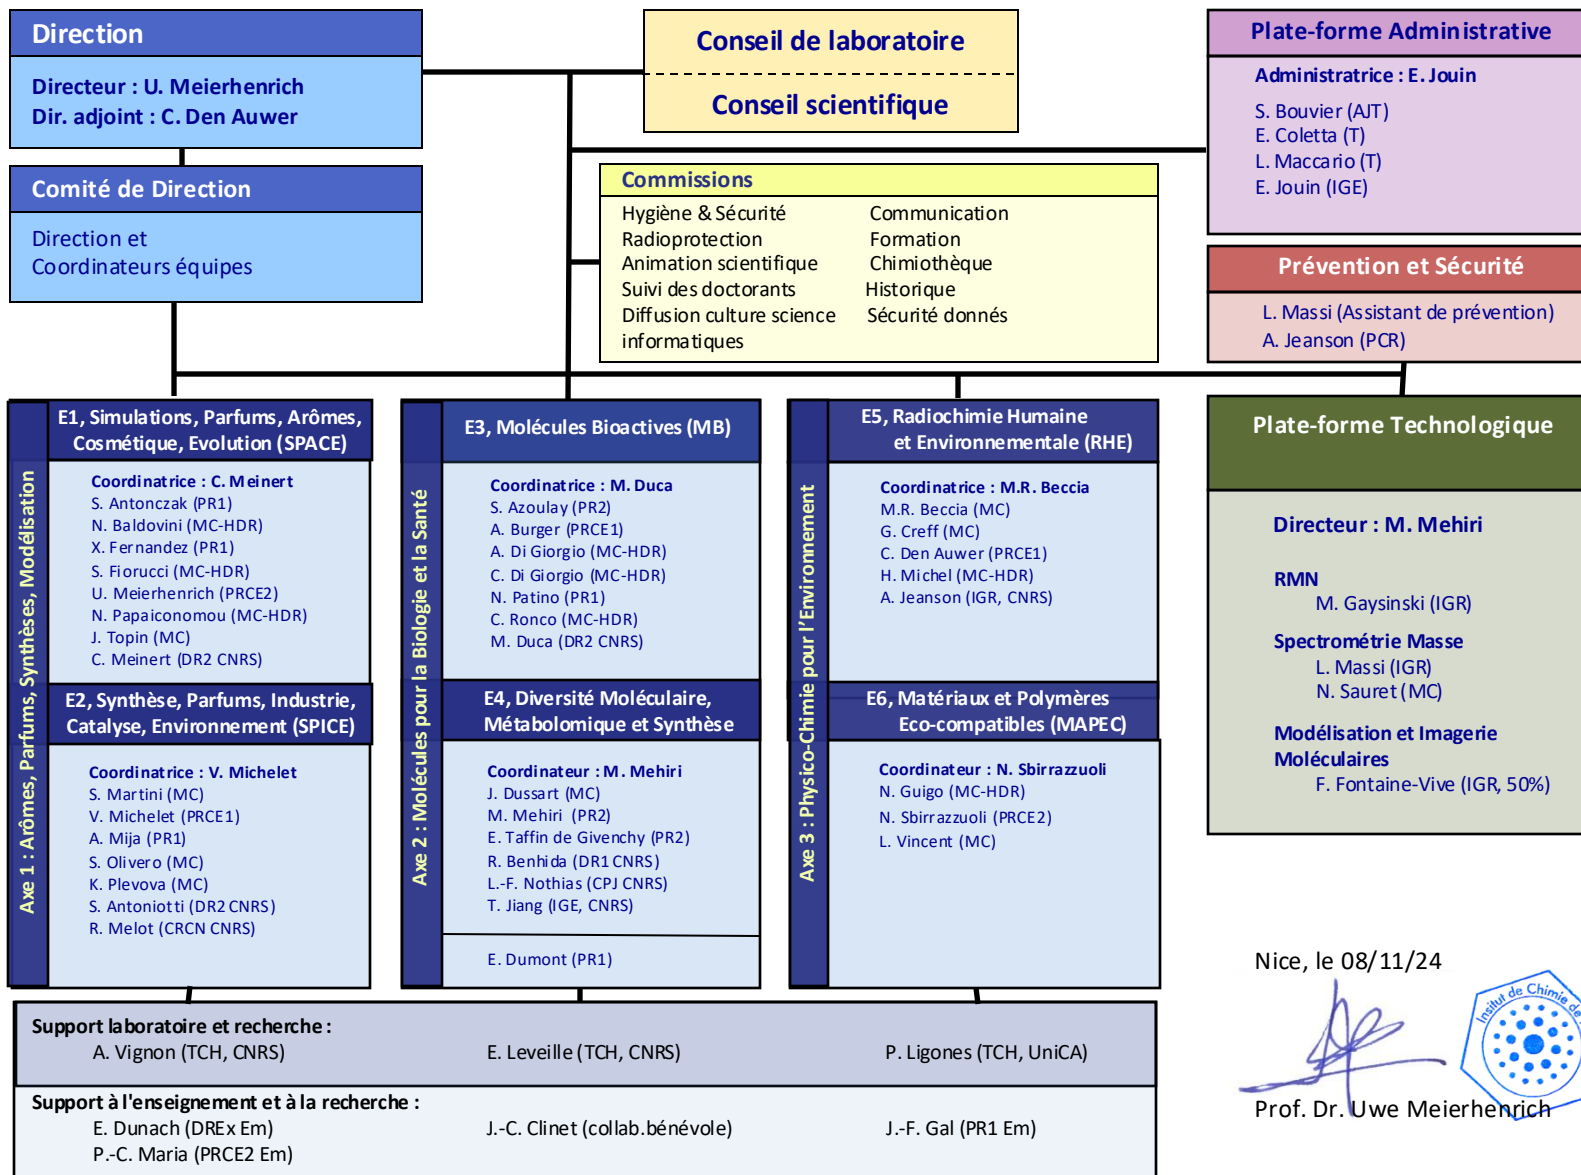 Direction
Directeur : U. Meierhenrich
Dir. adjoint : C. Den Auwer
Comité de Direction
Direction et
Coordinateurs équipes
Conseil de laboratoire
Conseil scientifique
Commissions
Hygiène & Sécurité
Radioprotection
Animation scientifique
Suivi des doctorants
Diffusion culture science
informatiques
Communication
Formation
Chimiothèque
Historique
Sécurité donnés
Plate-forme Administrative
Administratrice : E. Jouin
S. Bouvier (AJT)
E. Coletta (T)
L. Maccario (T)
E. Jouin (IGE)
Prévention et Sécurité
L. Massi (Assistant de prévention)
A. Jeanson (PCR)
Axe 1 : Arômes, Parfums, Synthèses, Modélisation
E1, Simulations, Parfums, Arômes,
Cosmétique, Evolution (SPACE)
Coordinatrice : C. Meinert
S. Antonczak (PR1)
N. Baldovini (MC-HDR)
X. Fernandez (PR1)
S. Fiorucci (MC-HDR)
U. Meierhenrich (PRCE2)
N. Papaiconomou (MC-HDR)
J. Topin (MC)
C. Meinert (DR2 CNRS)
E2, Synthèse, Parfums, Industrie,
Catalyse, Environnement (SPICE)
Coordinatrice : V. Michelet
S. Martini (MC)
V. Michelet (PRCE1)
A. Mija (PR1)
S. Olivero (MC)
K. Plevova (MC)
S. Antoniotti (DR2 CNRS)
R. Melot (CRCN CNRS)
Axe 2 : Molécules pour la Biologie et la Santé
E3, Molécules Bioactives (MB)
Coordinatrice : M. Duca
S. Azoulay (PR2)
A. Burger (PRCE1)
A. Di Giorgio (MC-HDR)
C. Di Giorgio (MC-HDR)
N. Patino (PR1)
C. Ronco (MC-HDR)
M. Duca (DR2 CNRS)
E4, Diversité Moléculaire,
Métabolomique et Synthèse
Coordinateur : M. Mehiri
J. Dussart (MC)
M. Mehiri (PR2)
E. Taffin de Givenchy (PR2)
R. Benhida (DR1 CNRS)
L.-F. Nothias (CPJ CNRS)
T. Jiang (IGE, CNRS)
E. Dumont (PR1)
Axe 3 : Physico-Chimie pour l'Environnement
E5, Radiochimie Humaine
et Environnementale (RHE)
Coordinatrice : M.R. Beccia
M.R. Beccia (MC)
G. Creff (MC)
C. Den Auwer (PRCE1)
H. Michel (MC-HDR)
A. Jeanson (IGR, CNRS)
E6, Matériaux et Polymères
Eco-compatibles (MAPEC)
Coordinateur : N. Sbirrazzuoli
N. Guigo (MC-HDR)
N. Sbirrazzuoli (PRCE2)
L. Vincent (MC)
Plate-forme Technologique
Directeur : M. Mehiri
RMN
M. Gaysinski (IGR)
Spectrométrie Masse
L. Massi (IGR)
N. Sauret (MC)
Modélisation et Imagerie
Moléculaires
F. Fontaine-Vive (IGR, 50%)
Support laboratoire et recherche :
A. Vignon (TCH, CNRS)
E. Leveille (TCH, CNRS)
P. Ligones (TCH, UniCA)
Support à l'enseignement et à la recherche :
E. Dunach (DREx Em)
P.-C. Maria (PRCE2 Em)
J.-C. Clinet (collab.bénévole)
J.-F. Gal (PR1 Em)
Nice, le 08/11/24
Institut de Chimie de
Prof. Dr. Uwe Meierhenrich